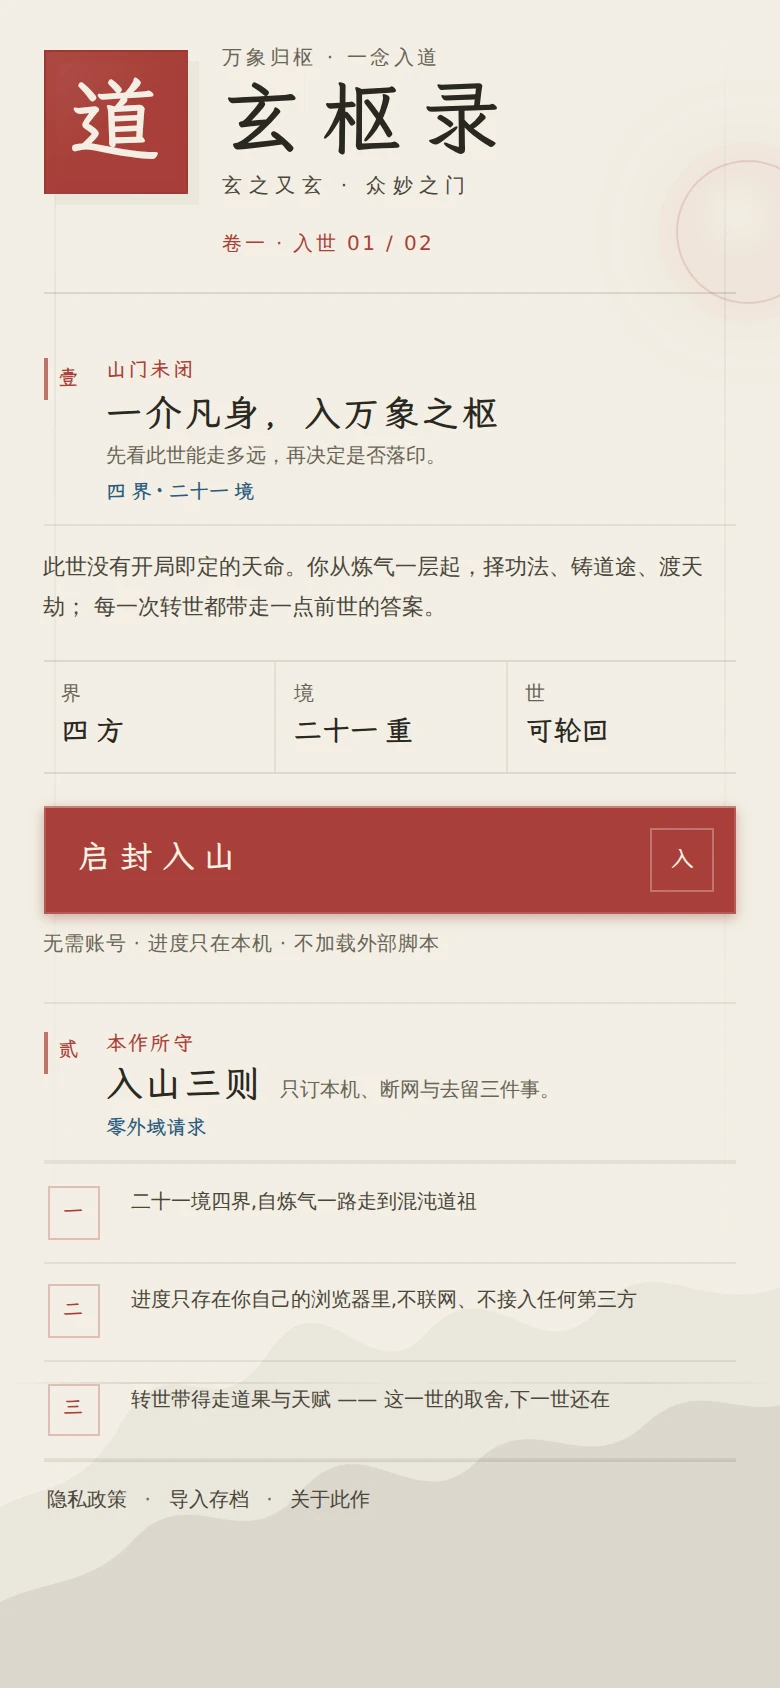 道
万象归枢 · 一念入道
玄枢录
玄之又玄 · 众妙之门
卷一 · 入世 01 / 02
壹
山门未闭
一介凡身，入万象之枢
先看此世能走多远，再决定是否落印。
四界·二十一境
此世没有开局即定的天命。你从炼气一层起，择功法、铸道途、渡天
劫； 每一次转世都带走一点前世的答案。
界 境 世
四方 二十一重 可轮回
启封入山 入
无需账号 · 进度只在本机 · 不加载外部脚本
贰
本作所守
入山三则 只订本机、断网与去留三件事。
零外域请求
一 二十一境四界,自炼气一路走到混沌道祖
二 进度只存在你自己的浏览器里,不联网、不接入任何第三方
三 转世带得走道果与天赋 —— 这一世的取舍,下一世还在
隐私政策 · 导入存档 · 关于此作